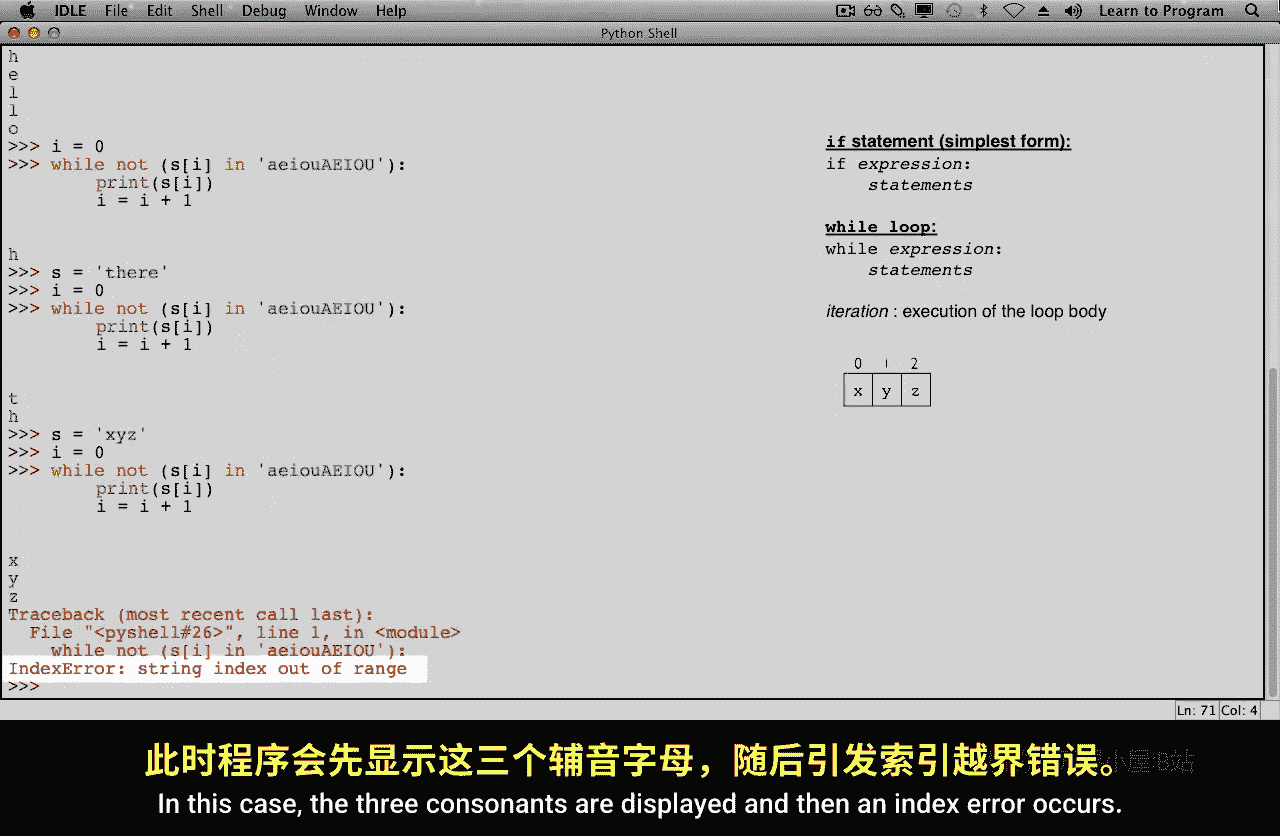 IDLE File Edit Shell Debug Window Help Learn to Program
Python Shell
h
e
l
l
o
>>> i = 0
>>> while not (s[i] in 'aeiouAEIOU'):
        print(s[i])
        i = i + 1
h
>>> s = 'there'
>>> i = 0
>>> while not (s[i] in 'aeiouAEIOU'):
        print(s[i])
        i = i + 1
t
h
>>> s = 'xyz'
>>> i = 0
>>> while not (s[i] in 'aeiouAEIOU'):
        print(s[i])
        i = i + 1
x
y
z
Traceback (most recent call last):
  File "<pyshell#26>", line 1, in <module>
    while not (s[i] in 'aeiouAEIOU'):
IndexError: string index out of range
>>>
if statement (simplest form):
if expression:
    statements
while loop:
while expression:
    statements
iteration : execution of the loop body
0 1 2
x y z
Ln: 71 Col: 4
此时程序会先显示这三个辅音字母，随后引发索引越界错误。
小屋:B站
In this case, the three consonants are displayed and then an index error occurs.